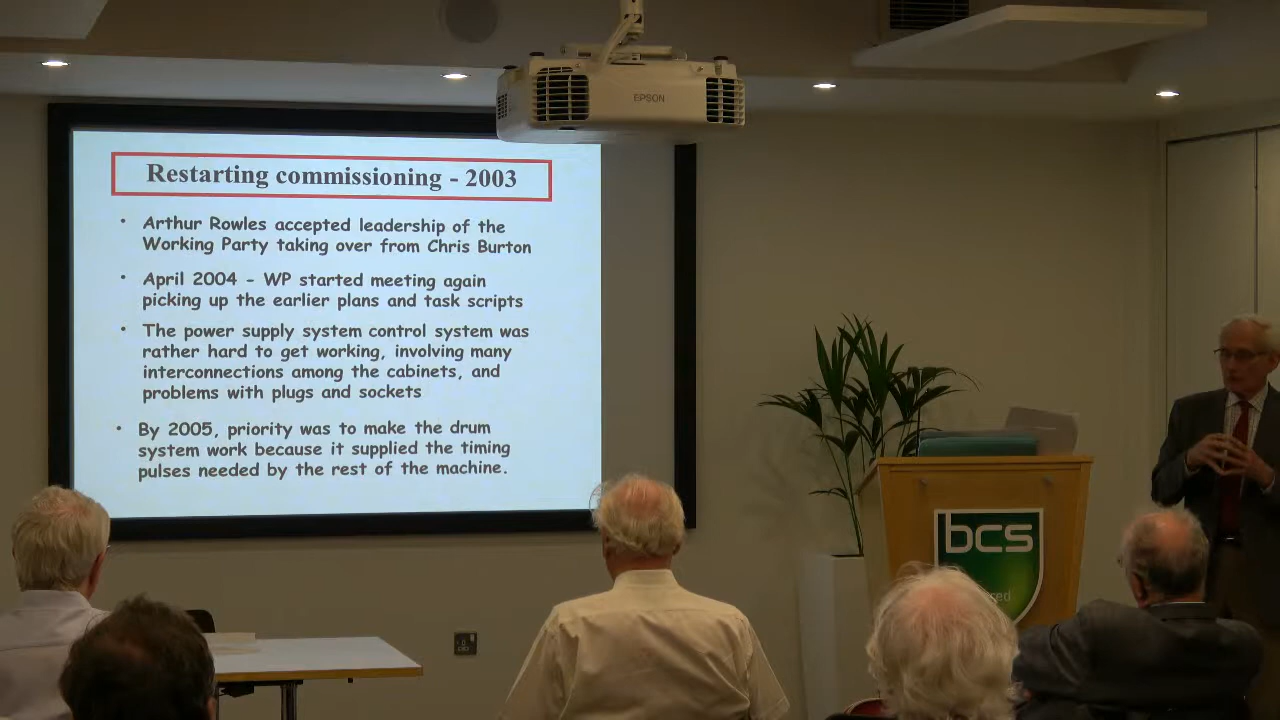 EPSON
Restarting commissioning - 2003
• Arthur Rowles accepted leadership of the
Working Party taking over from Chris Burton
• April 2004 - WP started meeting again
picking up the earlier plans and task scripts
• The power supply system control system was
rather hard to get working, involving many
interconnections among the cabinets, and
problems with plugs and sockets
• By 2005, priority was to make the drum
system work because it supplied the timing
pulses needed by the rest of the machine.
bcs